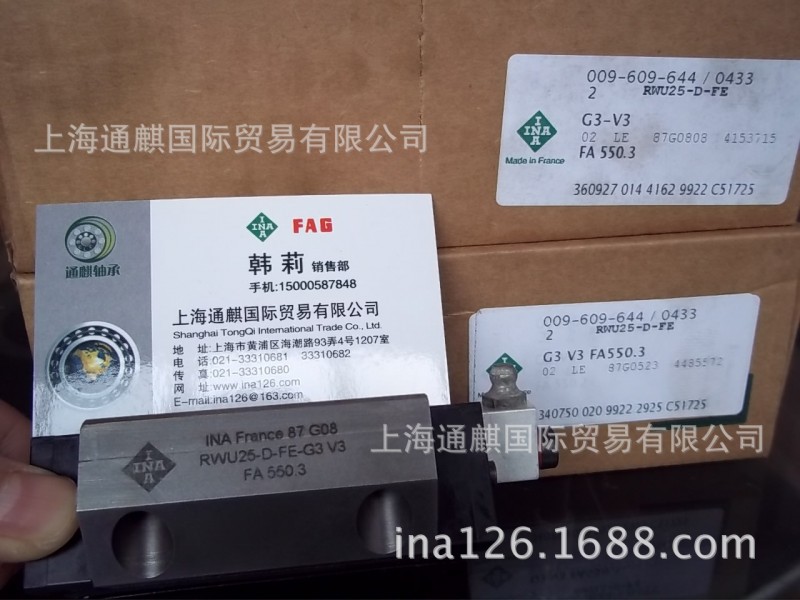 009-609-644 / 0433
2 RWU25-D-FE
INA
G3-V3
02 LE 87G0808 4153715
Made in France
FA 550.3
360927 014 4162 9922 C51725
上海通麒国际贸易有限公司
009-609-644 / 0433
2 RWU25-D-FE
G3 V3 FA550.3
02 LE 87G0523 4485572
340750 020 9922 2925 C51725
通麒轴承
INA FAG
韩莉 销售部
手机:15000587848
上海通麒国际贸易有限公司
Shanghai TongQi International Trade Co., Ltd.
地 址:上海市黄浦区海潮路93弄4号1207室
电 话:021-33310681 33310682
传 真:021-33310680
网 址:www.ina126.com
E-mail:ina126@163.com
上海通麒国际贸易有限公司
INA
INA France 87 G08
RWU25-D-FE-G3 V3
FA 550.3
ina126.1688.com